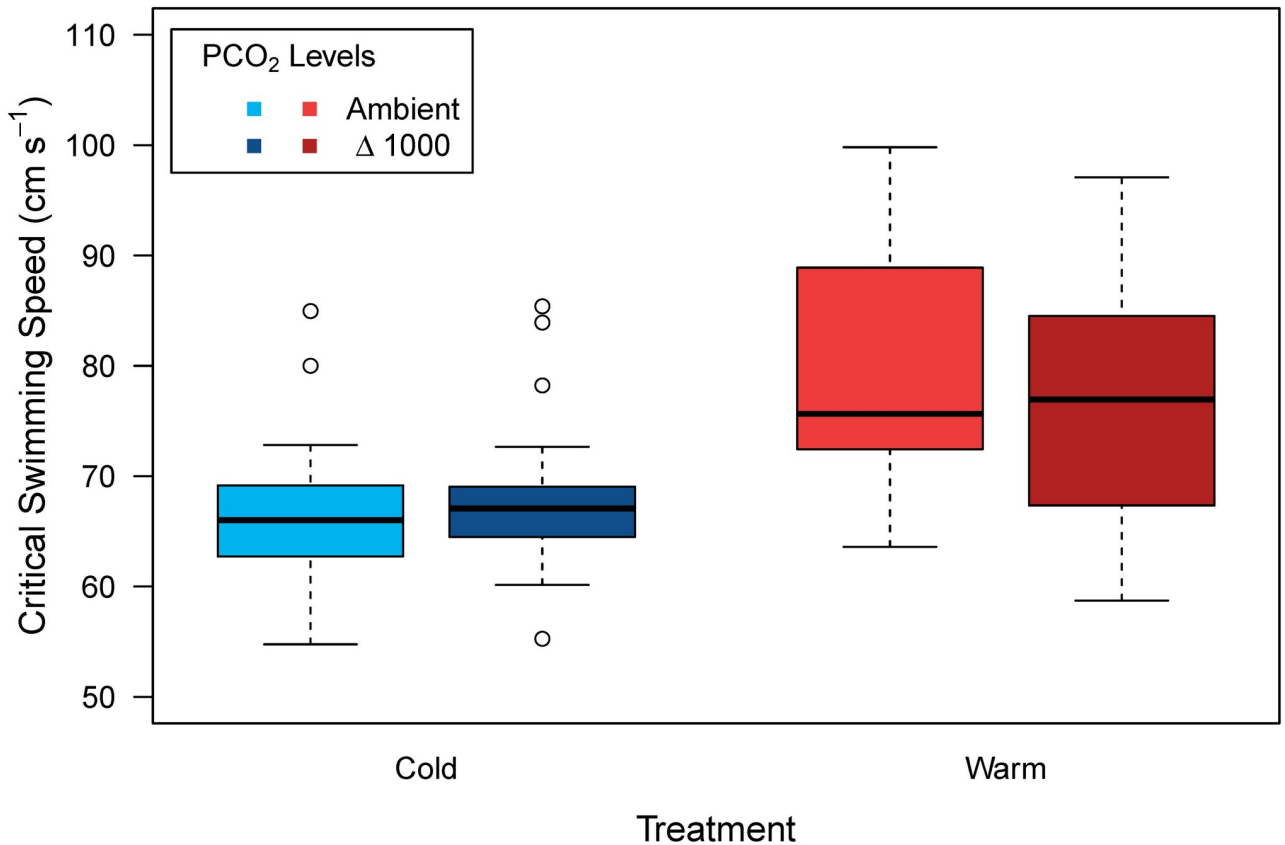 PCO₂ Levels
Ambient
Δ 1000
Critical Swimming Speed (cm s⁻¹)
110
100
90
80
70
60
50
Cold Warm
Treatment